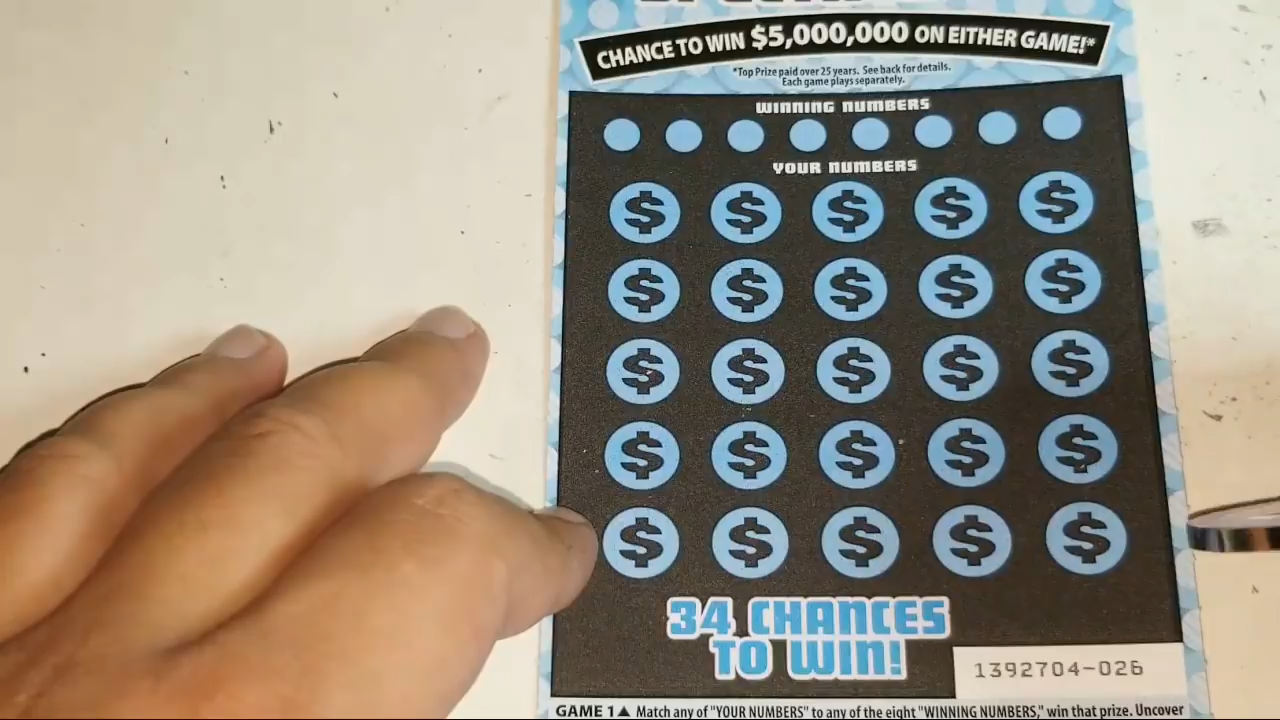 CHANCE TO WIN $5,000,000 ON EITHER GAME!*
*Top Prize paid over 25 years. See back for details.
Each game plays separately.
WINNING NUMBERS
YOUR NUMBERS
$ $ $ $ $
$ $ $ $ $
$ $ $ $ $
$ $ $ $ $
$ $ $ $ $
34 CHANCES
TO WIN!
1392704-026
GAME 1▲ Match any of "YOUR NUMBERS" to any of the eight "WINNING NUMBERS," win that prize. Uncover